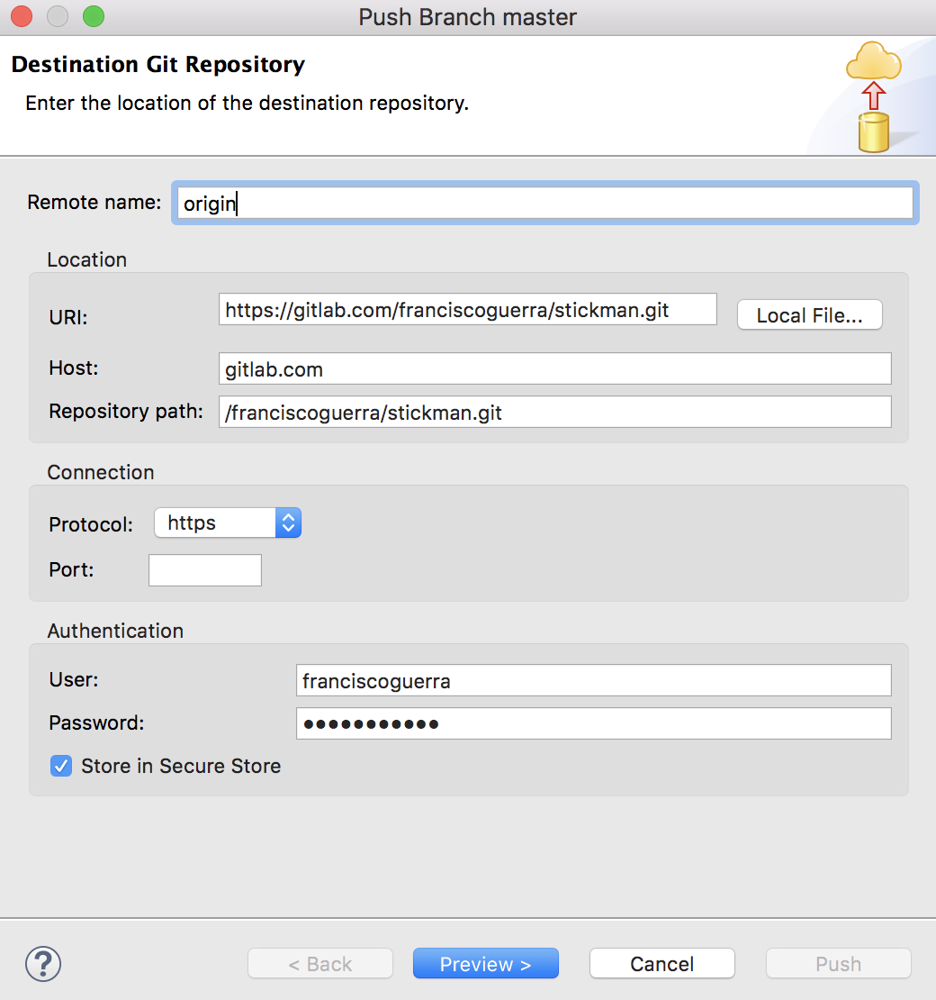 Push Branch master
Destination Git Repository
Enter the location of the destination repository.
Remote name: origin
Location
URI: https://gitlab.com/franciscoguerra/stickman.git Local File...
Host: gitlab.com
Repository path: /franciscoguerra/stickman.git
Connection
Protocol: https
Port:
Authentication
User: franciscoguerra
Password: ●●●●●●●●●●●
Store in Secure Store
? < Back Preview > Cancel Push